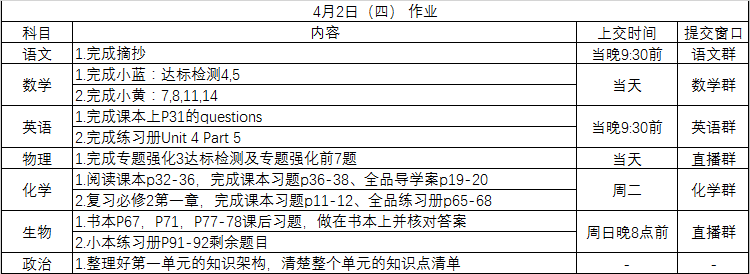 4月2日（四） 作业
科目 内容 上交时间 提交窗口
语文 1.完成摘抄 当晚9:30前 语文群
数学 1.完成小蓝：达标检测4,5 当天 数学群
2.完成小黄：7,8,11,14
英语 1.完成课本上P31的questions 当晚9:30前 英语群
2.完成练习册Unit 4 Part 5
物理 1.完成专题强化3达标检测及专题强化前7题 当天 直播群
化学 1.阅读课本p32-36，完成课本习题p36-38、全品导学案p19-20 周二 化学群
2.复习必修2第一章，完成课本习题p11-12、全品练习册p65-68
生物 1.书本P67，P71，P77-78课后习题，做在书本上并核对答案 周日晚8点前 直播群
2.小本练习册P91-92剩余题目
政治 1.整理好第一单元的知识架构，清楚整个单元的知识点清单 - -